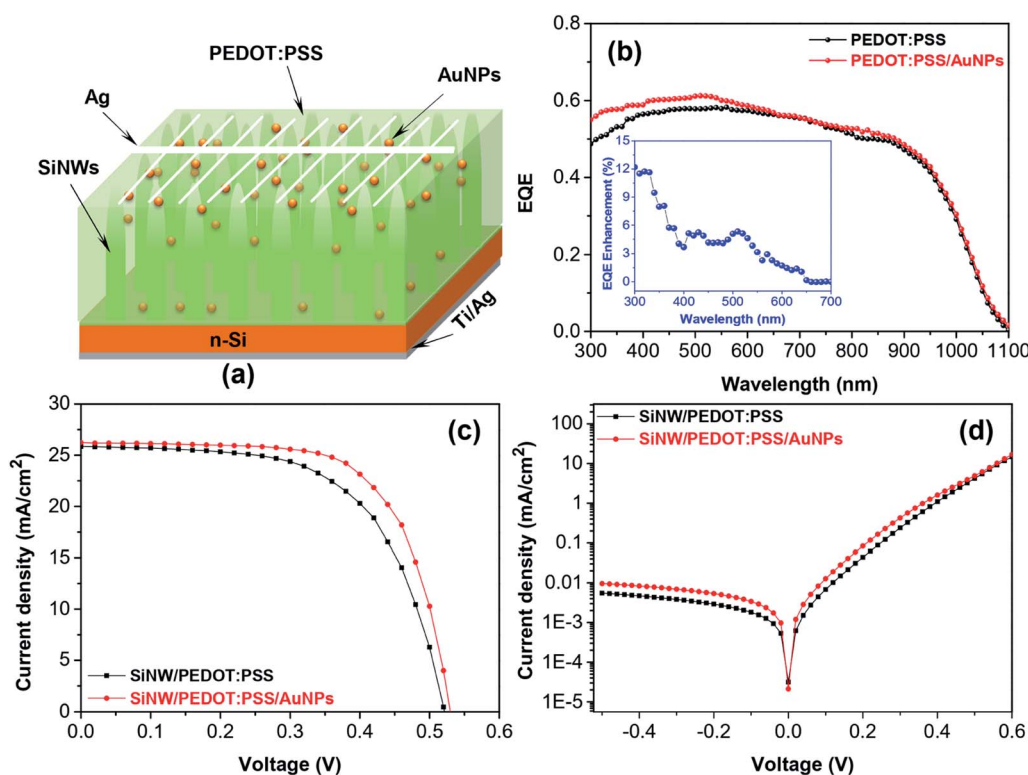 PEDOT:PSS
AuNPs
Ag
SiNWs
Ti/Ag
n-Si
(a)
(b)
PEDOT:PSS
PEDOT:PSS/AuNPs
EQE
0.8
0.6
0.4
0.2
0.0
300 400 500 600 700 800 900 1000 1100
Wavelength (nm)
EQE Enhancement (%)
15
12
9
6
3
0
300 400 500 600 700
Wavelength (nm)
(c)
Current density (mA/cm²)
30
25
20
15
10
5
0
SiNW/PEDOT:PSS
SiNW/PEDOT:PSS/AuNPs
0.0 0.1 0.2 0.3 0.4 0.5 0.6
Voltage (V)
(d)
SiNW/PEDOT:PSS
SiNW/PEDOT:PSS/AuNPs
Current density (mA/cm²)
100
10
1
0.1
0.01
1E-3
1E-4
1E-5
-0.4 -0.2 0.0 0.2 0.4 0.6
Voltage (V)